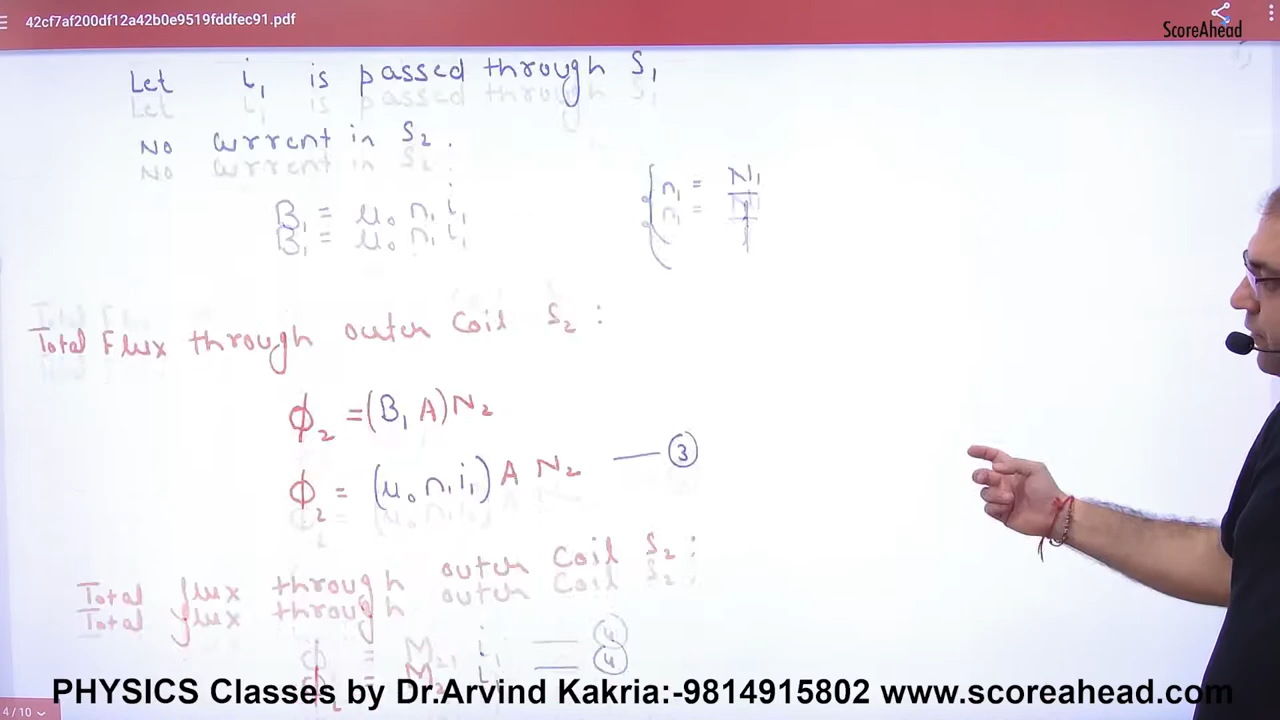 42cf7af200df12a42b0e9519fddfec91.pdf
ScoreAhead
Let i₁ is passed through S₁
No current in S₂.
B₁ = μ₀ n₁ i₁
{ n₁ = N₁/l
Total Flux through outer coil S₂ :
ϕ₂ = (B₁ A) N₂
ϕ₂ = (μ₀ n₁ i₁) A N₂ — ③
Total flux through outer coil S₂ :
ϕ₂ = M₂₁ i₁ — ④
PHYSICS Classes by Dr.Arvind Kakria:-9814915802 www.scoreahead.com
4 / 10